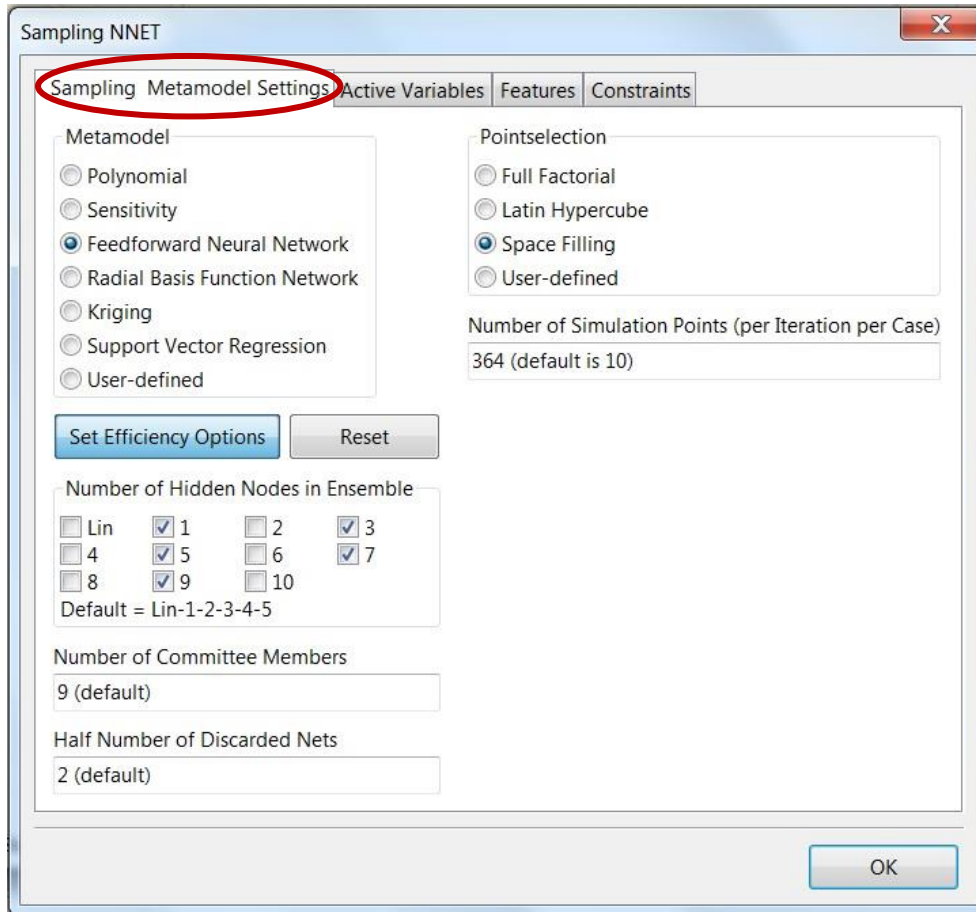 Sampling NNET
X
Sampling Metamodel Settings Active Variables Features Constraints
Metamodel
Polynomial
Sensitivity
Feedforward Neural Network
Radial Basis Function Network
Kriging
Support Vector Regression
User-defined
Pointselection
Full Factorial
Latin Hypercube
Space Filling
User-defined
Number of Simulation Points (per Iteration per Case)
364 (default is 10)
Set Efficiency Options Reset
Number of Hidden Nodes in Ensemble
Lin 1 2 3
4 5 6 7
8 9 10
Default = Lin-1-2-3-4-5
Number of Committee Members
9 (default)
Half Number of Discarded Nets
2 (default)
OK